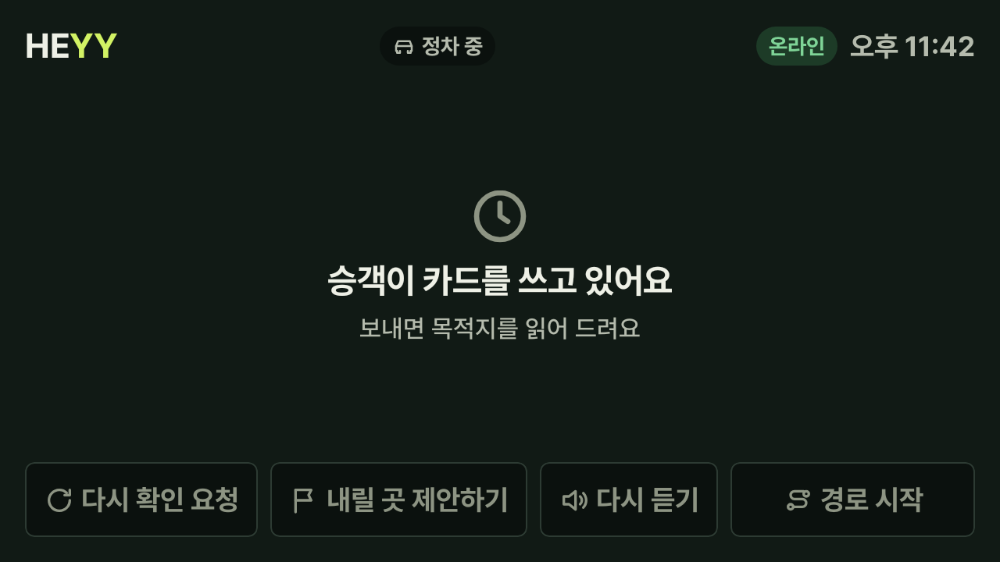 HEYY
정차 중
온라인
오후 11:42
승객이 카드를 쓰고 있어요
보내면 목적지를 읽어 드려요
다시 확인 요청
내릴 곳 제안하기
다시 듣기
경로 시작